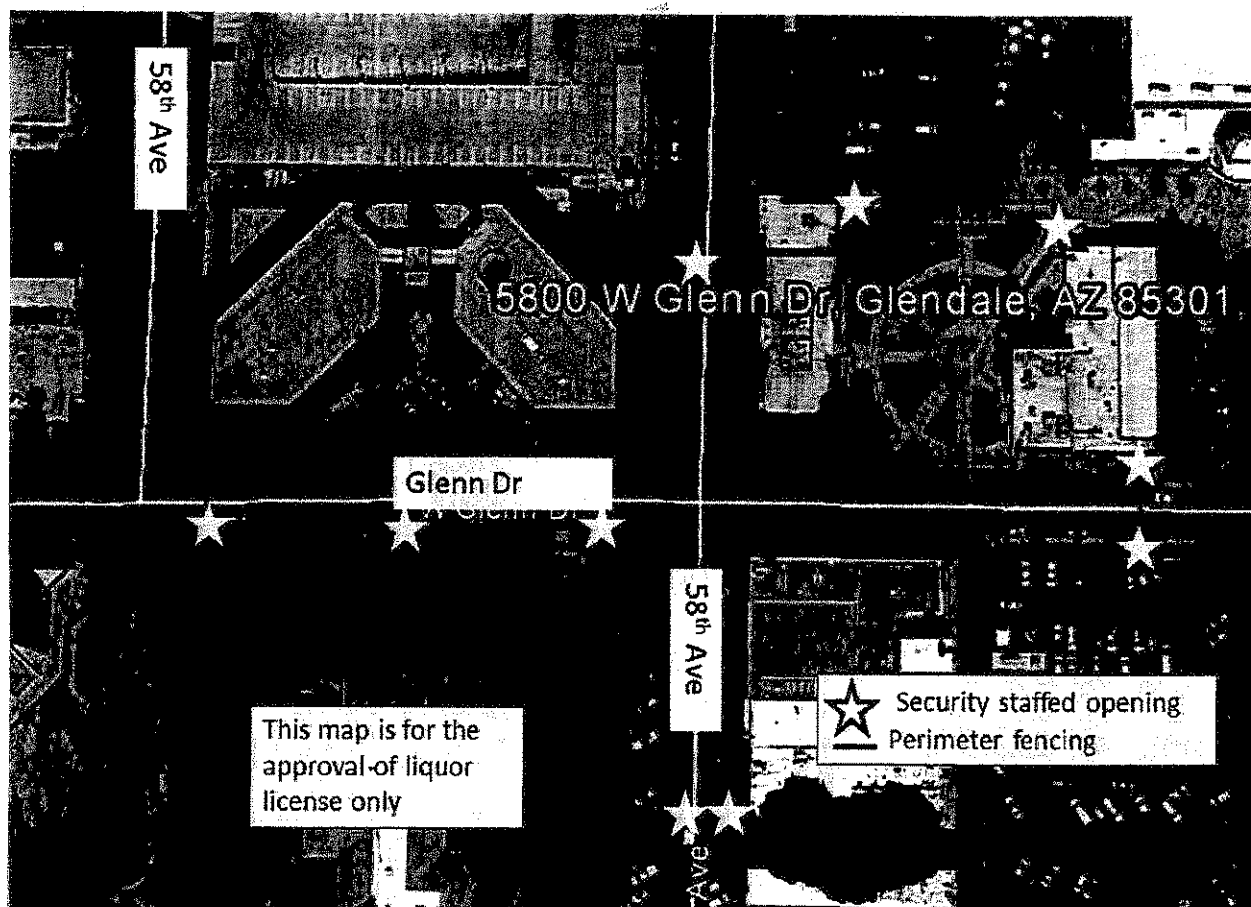 58th Ave
5800 W Glenn Dr, Glendale, AZ 85301,
Glenn Dr
W Glenn Dr
58th Ave
Security staffed opening
Perimeter fencing
This map is for the
approval-of liquor
license only
Ave